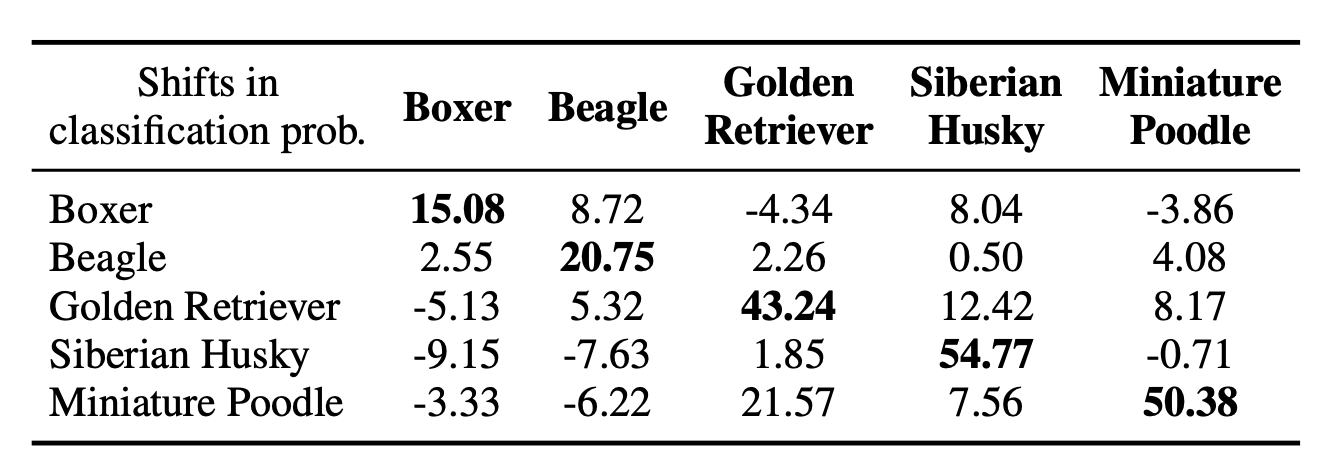 Shifts in classification prob. Boxer Beagle Golden Retriever Siberian Husky Miniature Poodle
Boxer 15.08 8.72 -4.34 8.04 -3.86
Beagle 2.55 20.75 2.26 0.50 4.08
Golden Retriever -5.13 5.32 43.24 12.42 8.17
Siberian Husky -9.15 -7.63 1.85 54.77 -0.71
Miniature Poodle -3.33 -6.22 21.57 7.56 50.38